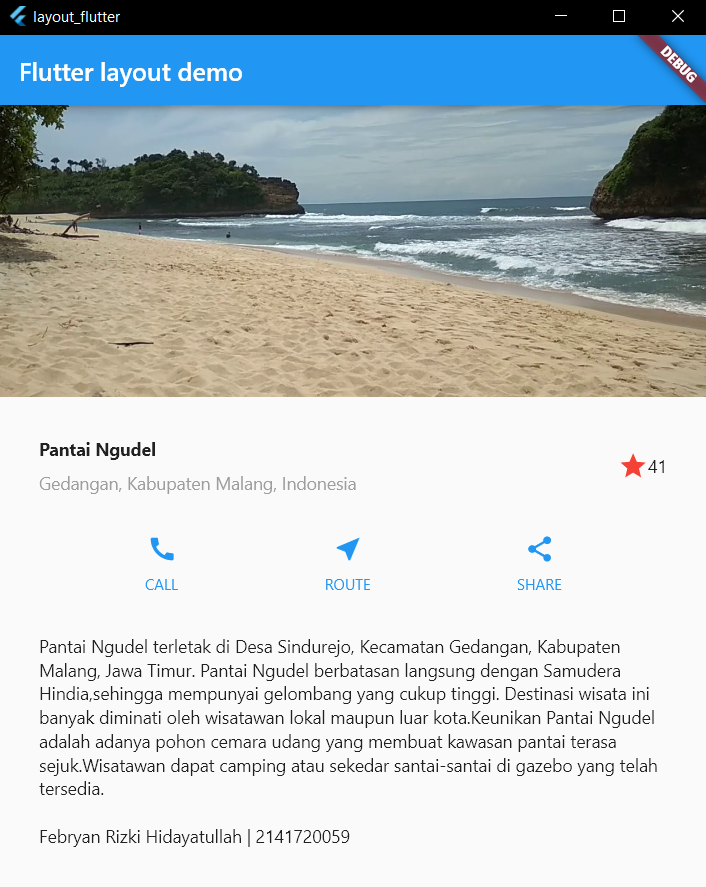 layout_flutter
Flutter layout demo
DEBUG
Pantai Ngudel
Gedangan, Kabupaten Malang, Indonesia
41
CALL
ROUTE
SHARE
Pantai Ngudel terletak di Desa Sindurejo, Kecamatan Gedangan, Kabupaten
Malang, Jawa Timur. Pantai Ngudel berbatasan langsung dengan Samudera
Hindia,sehingga mempunyai gelombang yang cukup tinggi. Destinasi wisata ini
banyak diminati oleh wisatawan lokal maupun luar kota.Keunikan Pantai Ngudel
adalah adanya pohon cemara udang yang membuat kawasan pantai terasa
sejuk.Wisatawan dapat camping atau sekedar santai-santai di gazebo yang telah
tersedia.
Febryan Rizki Hidayatullah | 2141720059